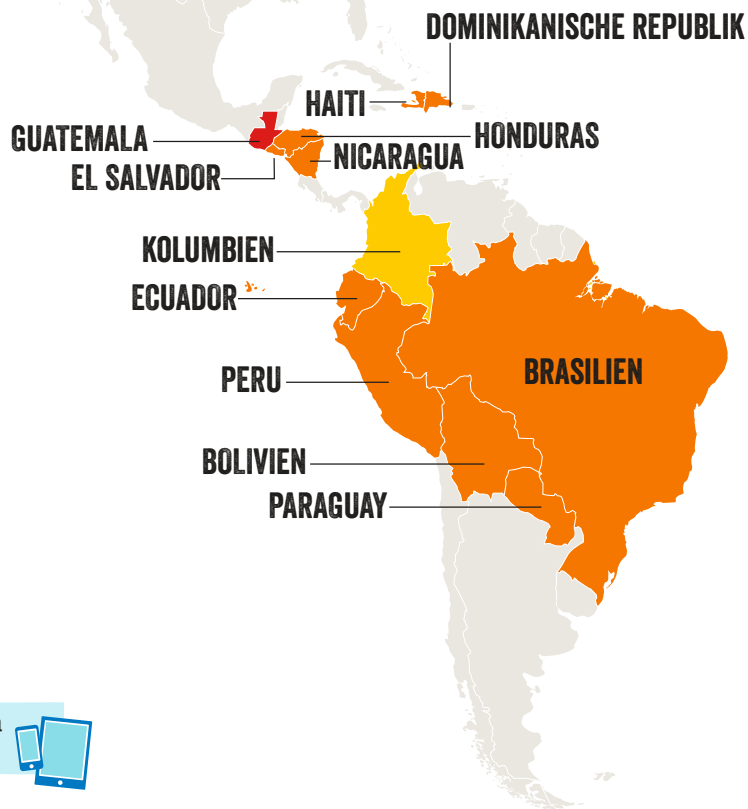 DOMINIKANISCHE REPUBLIK
HAITI
HONDURAS
GUATEMALA
NICARAGUA
EL SALVADOR
KOLUMBIEN
ECUADOR
BRASILIEN
PERU
BOLIVIEN
PARAGUAY